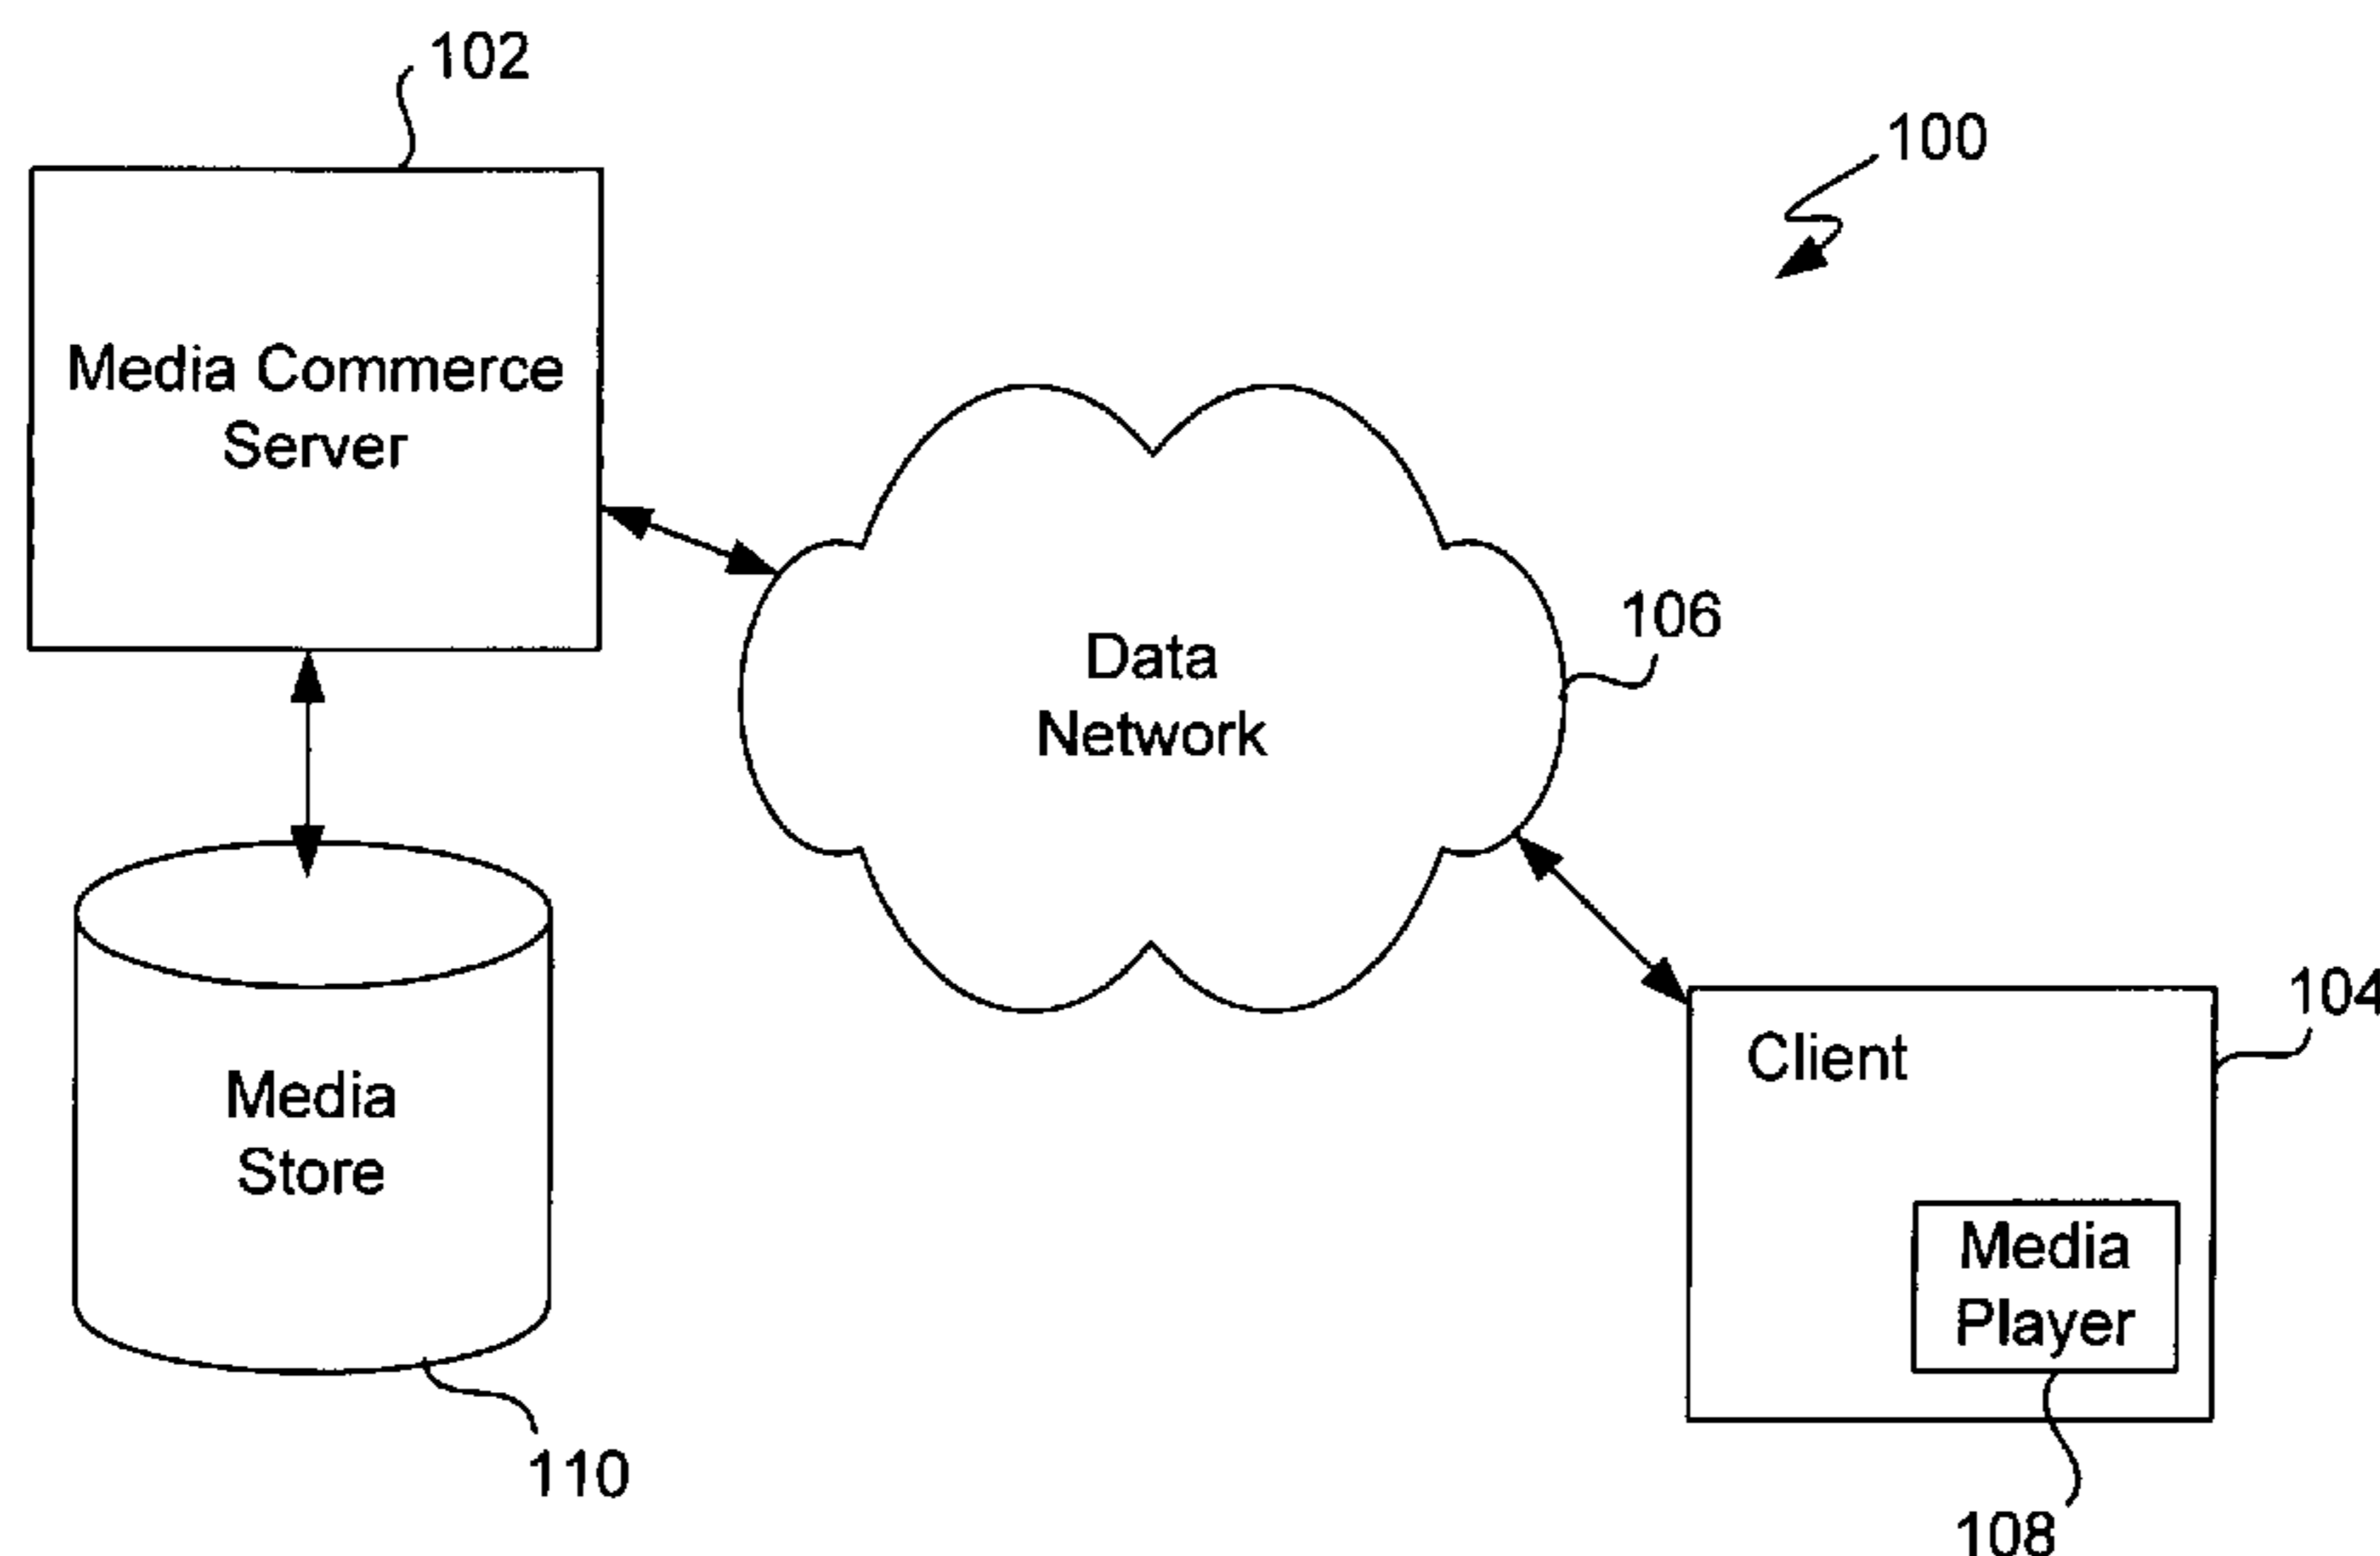 102
100
Media Commerce
Server
106
Data
Network
104
Client
Media
Store
Media
Player
110
108